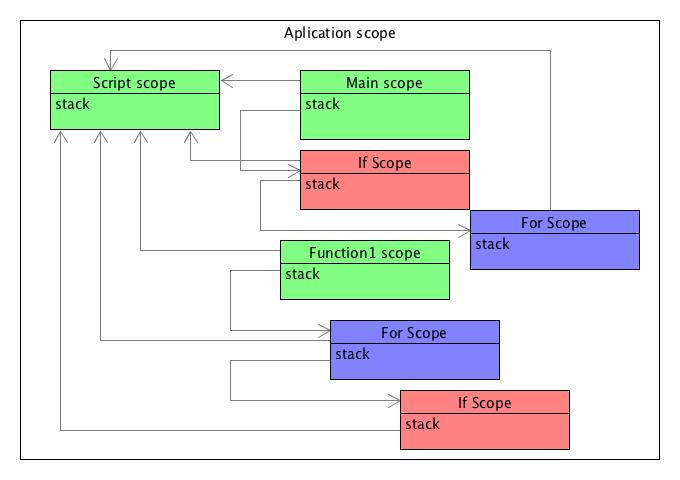 Aplication scope
Script scope
stack
Main scope
stack
If Scope
stack
For Scope
stack
Function1 scope
stack
For Scope
stack
If Scope
stack